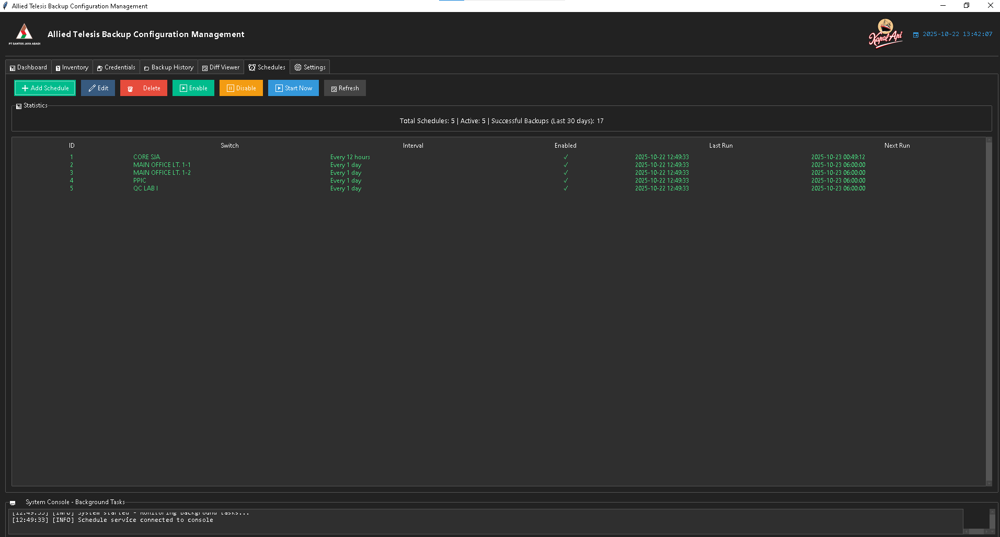 Allied Telesis Backup Configuration Management
PT SANTOS JAYA ABADI
Allied Telesis Backup Configuration Management
Kapal Api
2025-10-22 13:42:07
Dashboard Inventory Credentials Backup History Diff Viewer Schedules Settings
Add Schedule Edit Delete Enable Disable Start Now Refresh
Statistics
Total Schedules: 5 | Active: 5 | Successful Backups (Last 30 days): 17
ID Switch Interval Enabled Last Run Next Run
1 CORE SJA Every 12 hours ✓ 2025-10-22 12:49:33 2025-10-23 00:49:12
2 MAIN OFFICE LT. 1-1 Every 1 day ✓ 2025-10-22 12:49:33 2025-10-23 06:00:00
3 MAIN OFFICE LT. 1-2 Every 1 day ✓ 2025-10-22 12:49:33 2025-10-23 06:00:00
4 PPIC Every 1 day ✓ 2025-10-22 12:49:33 2025-10-23 06:00:00
5 QC LAB I Every 1 day ✓ 2025-10-22 12:49:33 2025-10-23 06:00:00
System Console - Background Tasks
[12:49:33] [INFO] System started - Monitoring background tasks...
[12:49:33] [INFO] Schedule service connected to console